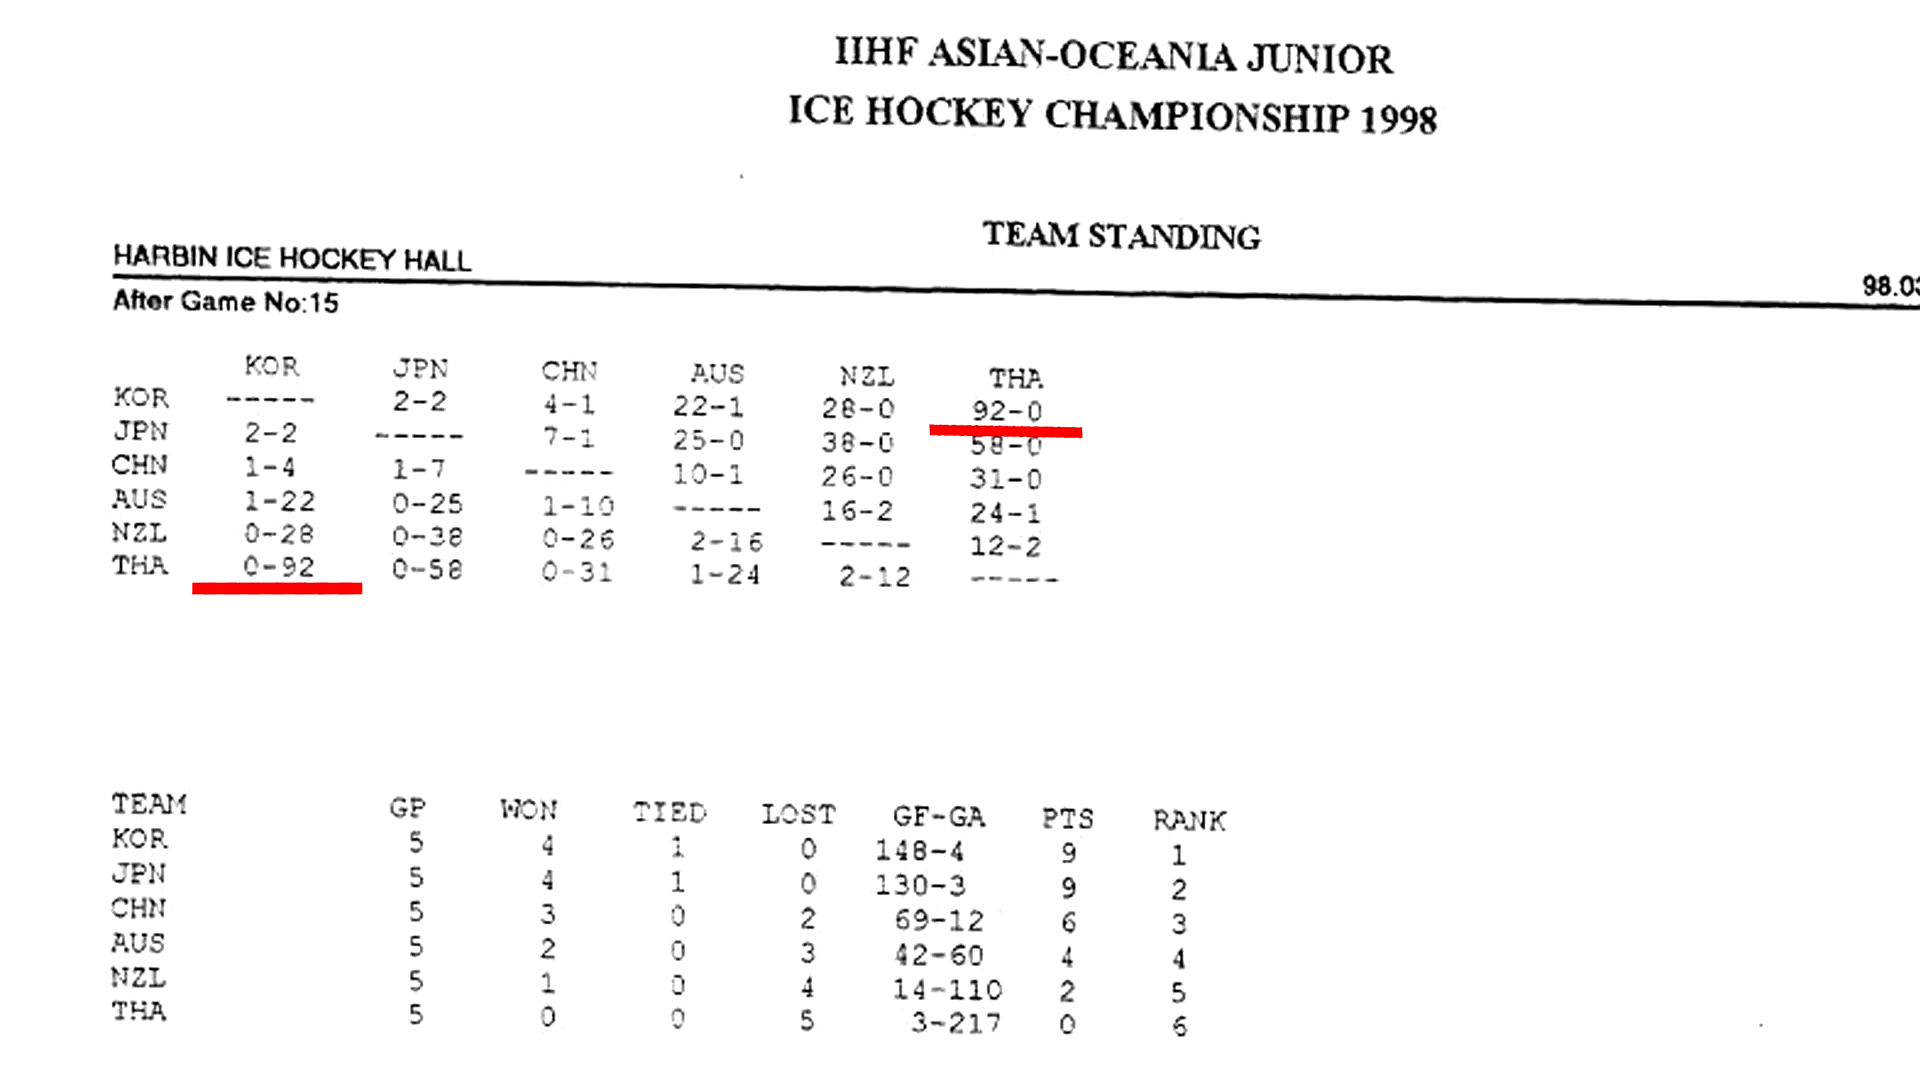 IIHF ASIAN-OCEANIA JUNIOR
ICE HOCKEY CHAMPIONSHIP 1998
TEAM STANDING
HARBIN ICE HOCKEY HALL
98.03
After Game No:15
KOR JPN CHN AUS NZL THA
KOR ----- 2-2 4-1 22-1 28-0 92-0
JPN 2-2 ----- 7-1 25-0 38-0 58-0
CHN 1-4 1-7 ----- 10-1 26-0 31-0
AUS 1-22 0-25 1-10 ----- 16-2 24-1
NZL 0-28 0-38 0-26 2-16 ----- 12-2
THA 0-92 0-58 0-31 1-24 2-12 -----
TEAM GP WON TIED LOST GF-GA PTS RANK
KOR 5 4 1 0 148-4 9 1
JPN 5 4 1 0 130-3 9 2
CHN 5 3 0 2 69-12 6 3
AUS 5 2 0 3 42-60 4 4
NZL 5 1 0 4 14-110 2 5
THA 5 0 0 5 3-217 0 6